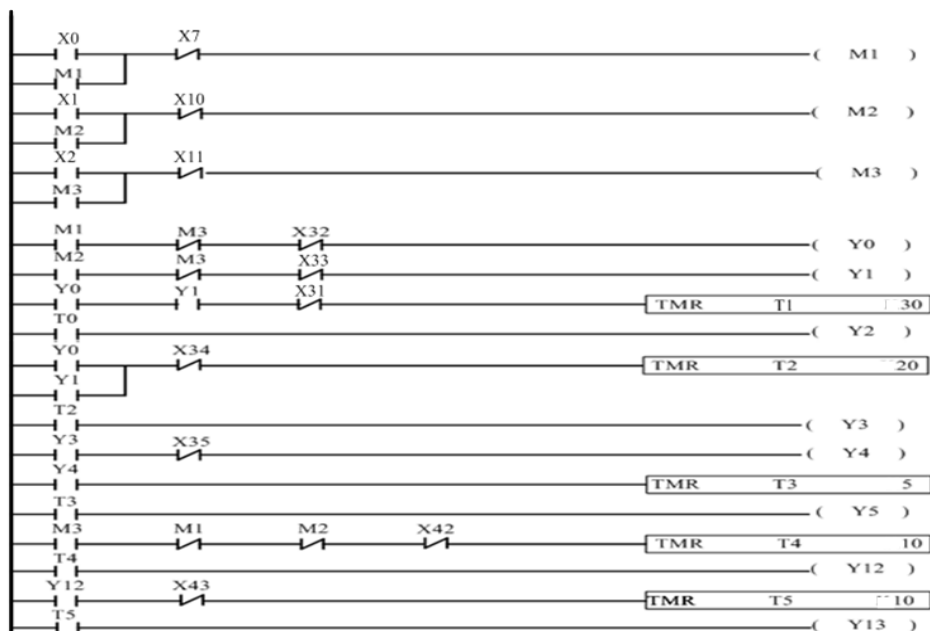 X0 X7
( M1 )
M1
X1 X10
( M2 )
M2
X2 X11
( M3 )
M3
M1 M3 X32
( Y0 )
M2 M3 X33
( Y1 )
Y0 Y1 X31
TMR T1 30
T0
( Y2 )
Y0 X34
TMR T2 20
Y1
T2
( Y3 )
Y3 X35
( Y4 )
Y4
TMR T3 5
T3
( Y5 )
M3 M1 M2 X42
TMR T4 10
T4
( Y12 )
Y12 X43
TMR T5 10
T5
( Y13 )